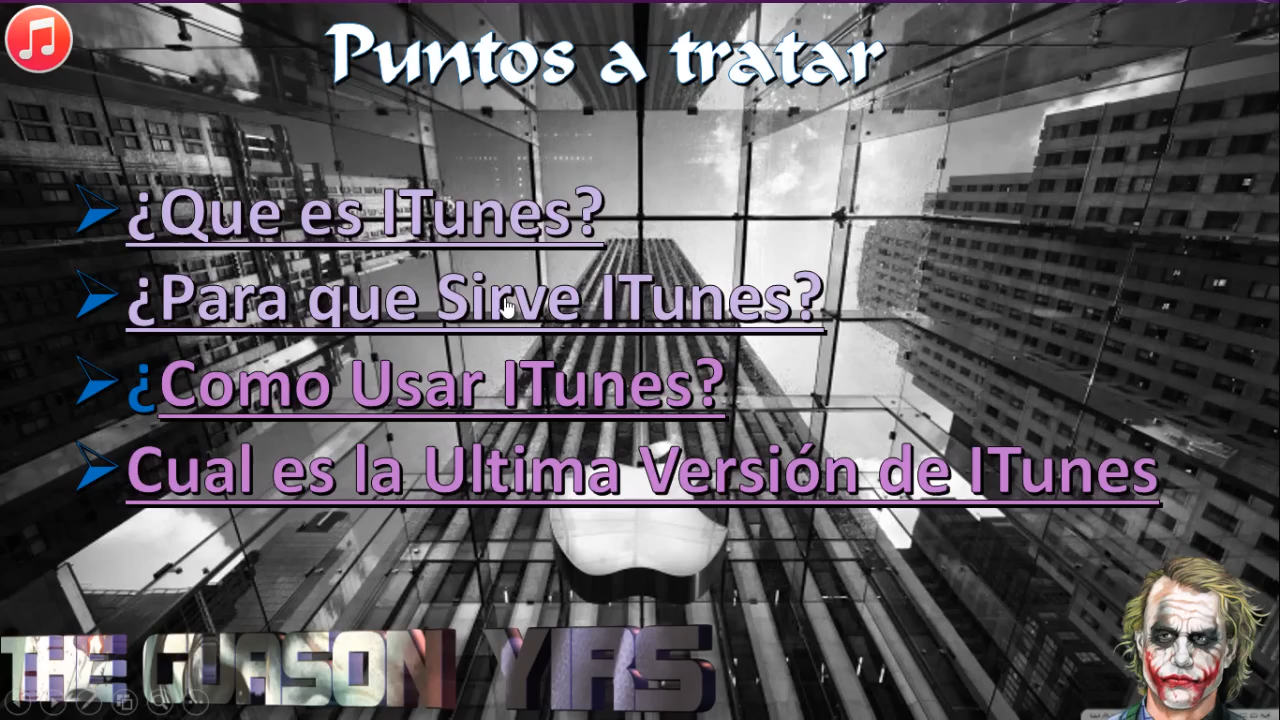 Puntos a tratar
¿Que es ITunes?
¿Para que Sirve ITunes?
¿Como Usar ITunes?
Cual es la Ultima Versión de ITunes
THE GUASON YIRS